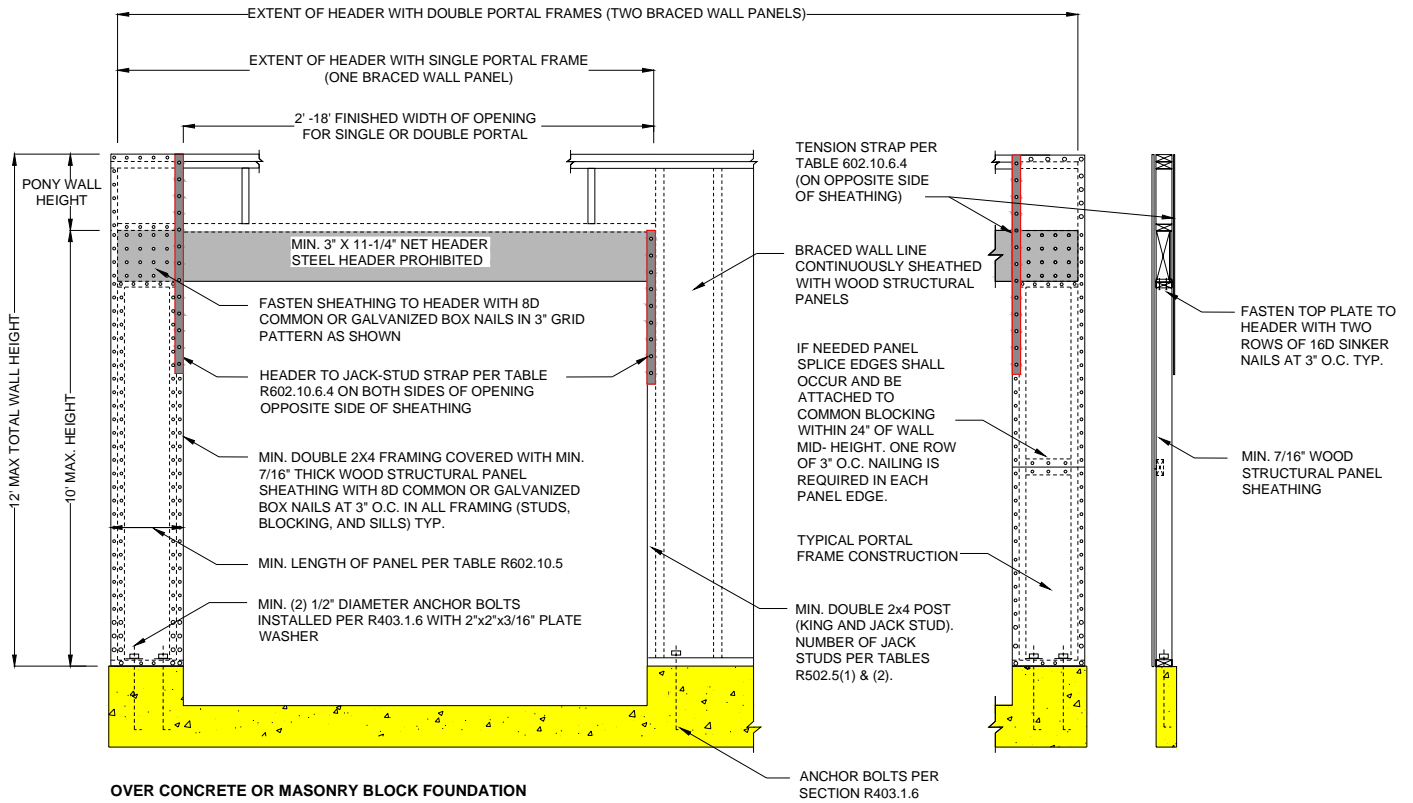 EXTENT OF HEADER WITH DOUBLE PORTAL FRAMES (TWO BRACED WALL PANELS)
EXTENT OF HEADER WITH SINGLE PORTAL FRAME
(ONE BRACED WALL PANEL)
2' -18' FINISHED WIDTH OF OPENING
FOR SINGLE OR DOUBLE PORTAL
PONY WALL
HEIGHT
12' MAX TOTAL WALL HEIGHT
10' MAX. HEIGHT
MIN. 3" X 11-1/4" NET HEADER
STEEL HEADER PROHIBITED
FASTEN SHEATHING TO HEADER WITH 8D
COMMON OR GALVANIZED BOX NAILS IN 3" GRID
PATTERN AS SHOWN
HEADER TO JACK-STUD STRAP PER TABLE
R602.10.6.4 ON BOTH SIDES OF OPENING
OPPOSITE SIDE OF SHEATHING
MIN. DOUBLE 2X4 FRAMING COVERED WITH MIN.
7/16" THICK WOOD STRUCTURAL PANEL
SHEATHING WITH 8D COMMON OR GALVANIZED
BOX NAILS AT 3" O.C. IN ALL FRAMING (STUDS,
BLOCKING, AND SILLS) TYP.
MIN. LENGTH OF PANEL PER TABLE R602.10.5
MIN. (2) 1/2" DIAMETER ANCHOR BOLTS
INSTALLED PER R403.1.6 WITH 2"x2"x3/16" PLATE
WASHER
TENSION STRAP PER
TABLE 602.10.6.4
(ON OPPOSITE SIDE
OF SHEATHING)
BRACED WALL LINE
CONTINUOUSLY SHEATHED
WITH WOOD STRUCTURAL
PANELS
IF NEEDED PANEL
SPLICE EDGES SHALL
OCCUR AND BE
ATTACHED TO
COMMON BLOCKING
WITHIN 24" OF WALL
MID- HEIGHT. ONE ROW
OF 3" O.C. NAILING IS
REQUIRED IN EACH
PANEL EDGE.
TYPICAL PORTAL
FRAME CONSTRUCTION
MIN. DOUBLE 2x4 POST
(KING AND JACK STUD).
NUMBER OF JACK
STUDS PER TABLES
R502.5(1) & (2).
ANCHOR BOLTS PER
SECTION R403.1.6
FASTEN TOP PLATE TO
HEADER WITH TWO
ROWS OF 16D SINKER
NAILS AT 3" O.C. TYP.
MIN. 7/16" WOOD
STRUCTURAL PANEL
SHEATHING
OVER CONCRETE OR MASONRY BLOCK FOUNDATION